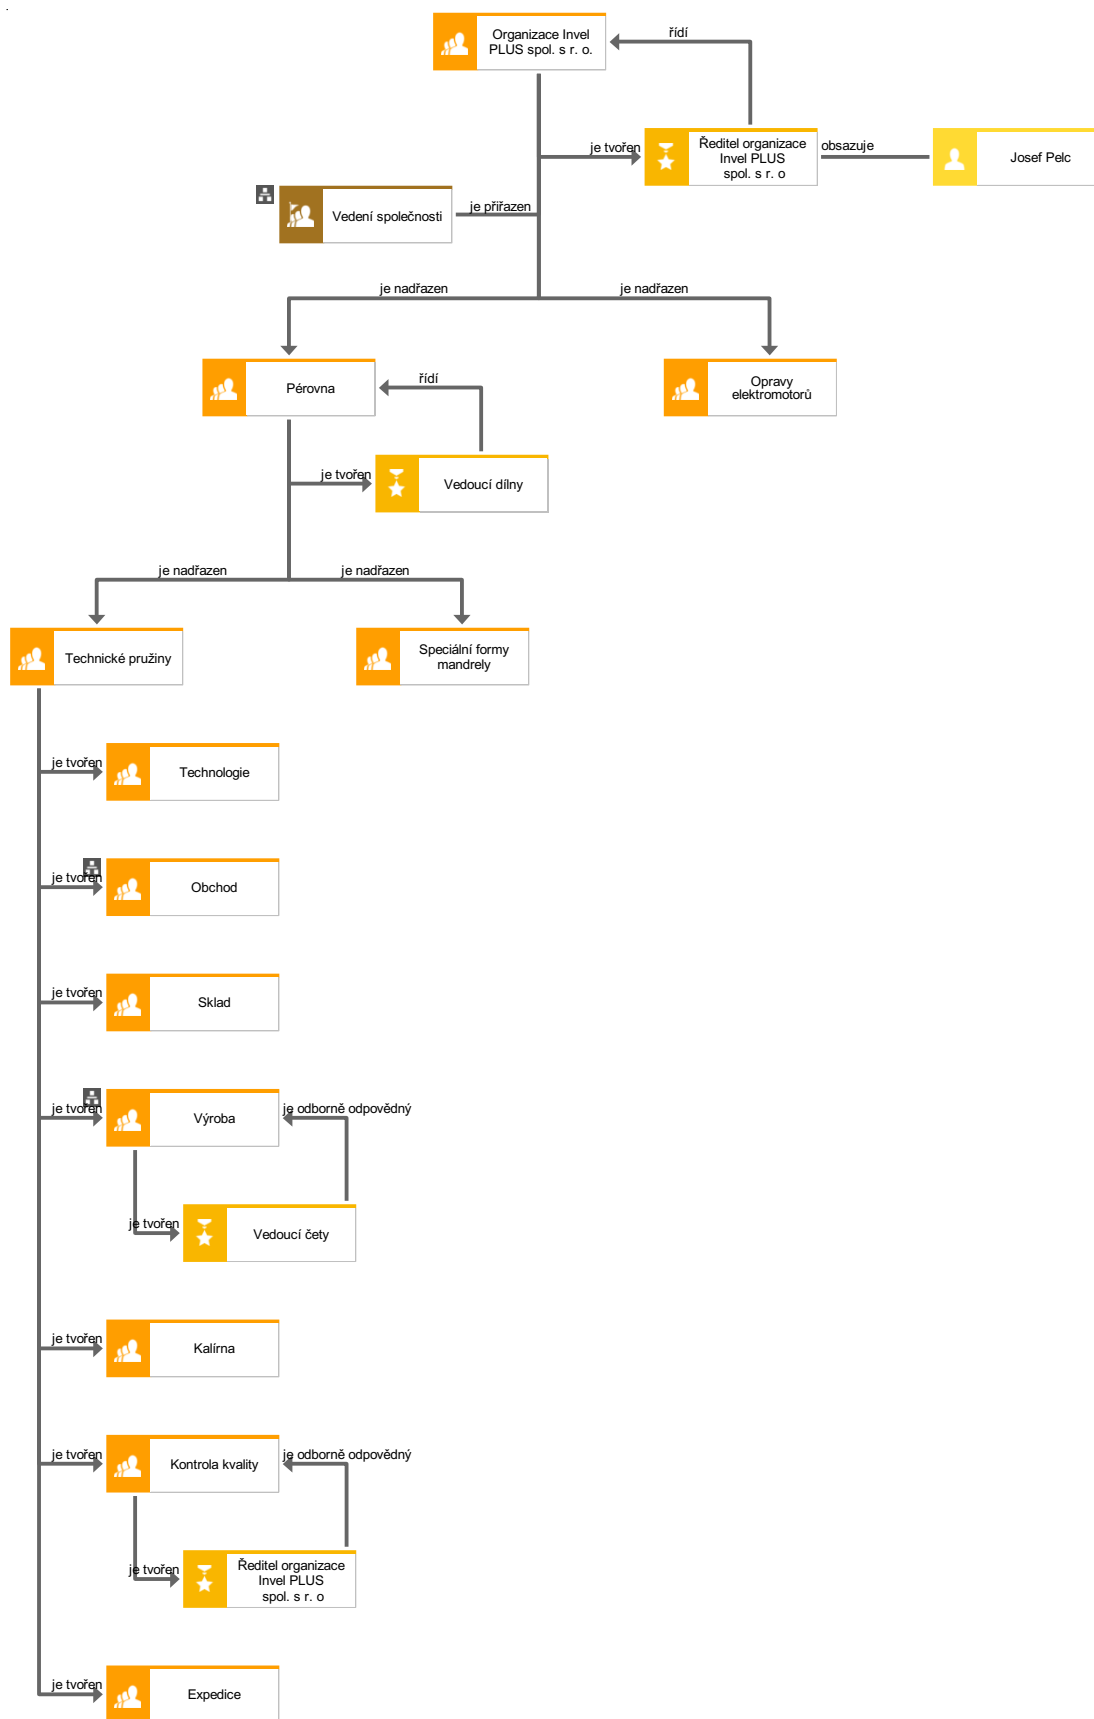 Organizace Invel
PLUS spol. s r. o.
řídí
je tvořen
Ředitel organizace
Invel PLUS
spol. s r. o
obsazuje
Josef Pelc
Vedení společnosti
je přiřazen
je nadřazen
je nadřazen
Pérovna
řídí
Opravy
elektromotorů
je tvořen
Vedoucí dílny
je nadřazen
je nadřazen
Technické pružiny
Speciální formy
mandrely
je tvořen
Technologie
je tvořen
Obchod
je tvořen
Sklad
je tvořen
Výroba
je odborně odpovědný
je tvořen
Vedoucí čety
je tvořen
Kalírna
je tvořen
Kontrola kvality
je odborně odpovědný
je tvořen
Ředitel organizace
Invel PLUS
spol. s r. o
je tvořen
Expedice